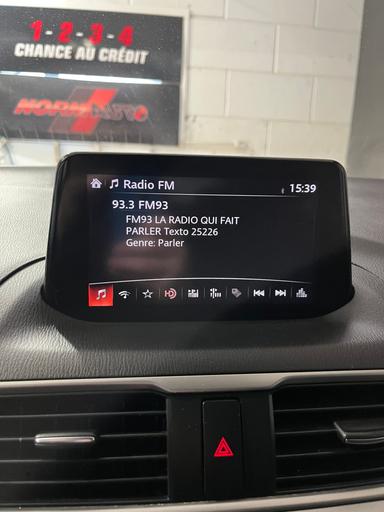 1-2-3-4
CHANCE AU CRÉDIT
Radio FM
15:39
93.3 FM93
FM93 LA RADIO QUI FAIT
PARLER Texto 25226
Genre: Parler